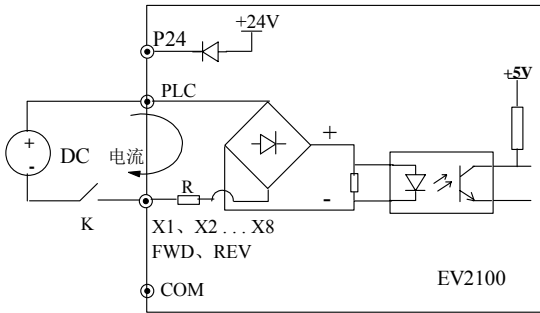 +24V
P24
+5V
PLC
+
+
DC
电流
-
R
-
K
X1、X2 . . . X8
FWD、REV
EV2100
COM